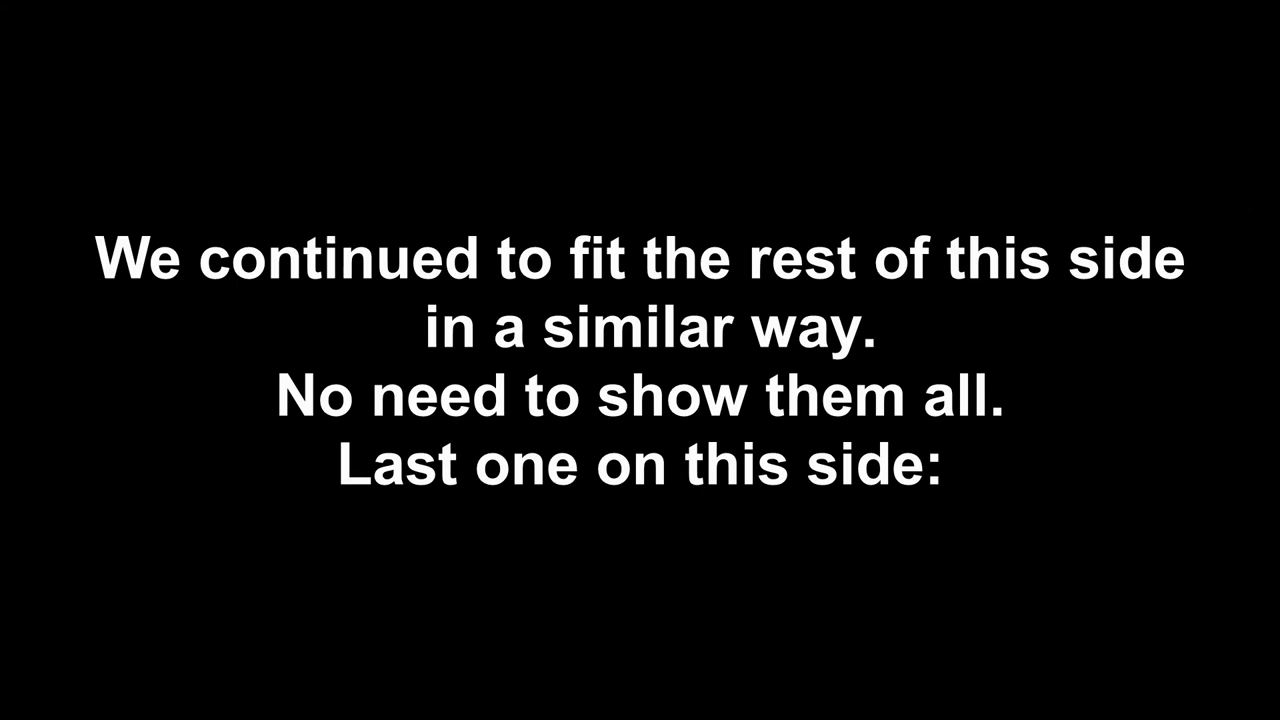 We continued to fit the rest of this side
in a similar way.
No need to show them all.
Last one on this side: